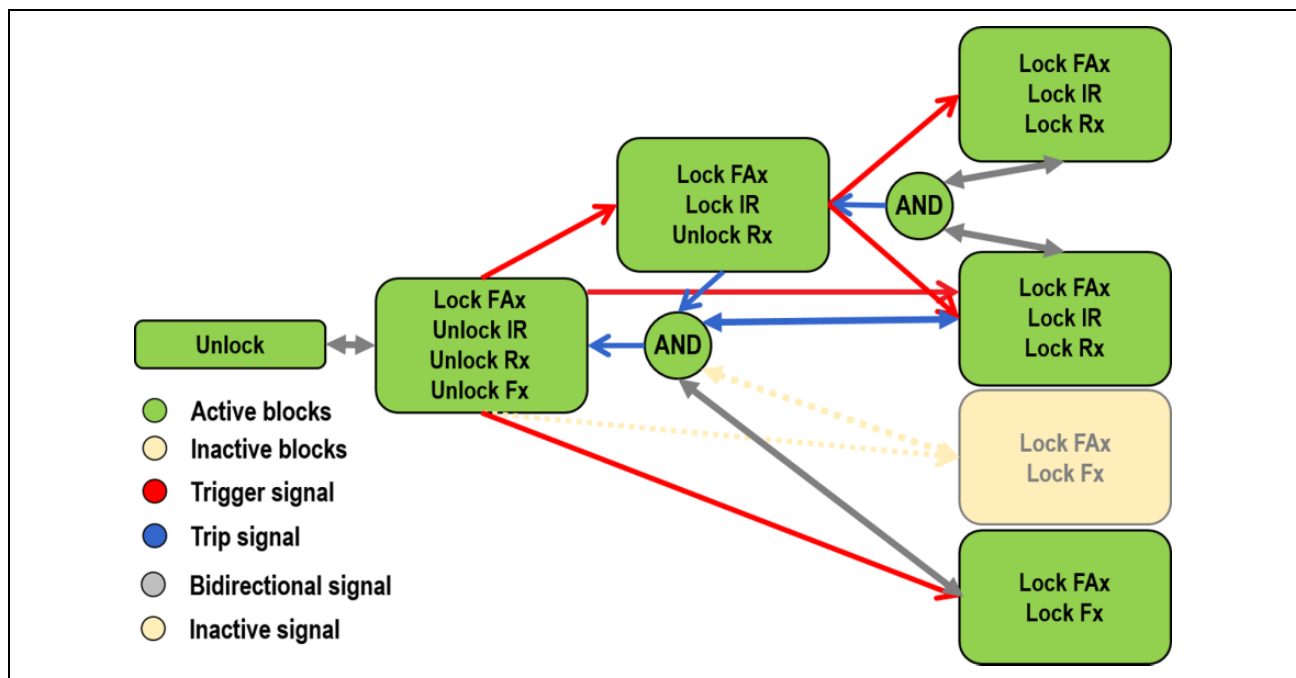 Lock FAx
Lock IR
Lock Rx
Lock FAx
Lock IR
Unlock Rx
AND
Lock FAx
Unlock IR
Unlock Rx
Unlock Fx
Lock FAx
Lock IR
Lock Rx
Unlock
AND
Active blocks
Inactive blocks
Trigger signal
Trip signal
Bidirectional signal
Inactive signal
Lock FAx
Lock Fx
Lock FAx
Lock Fx